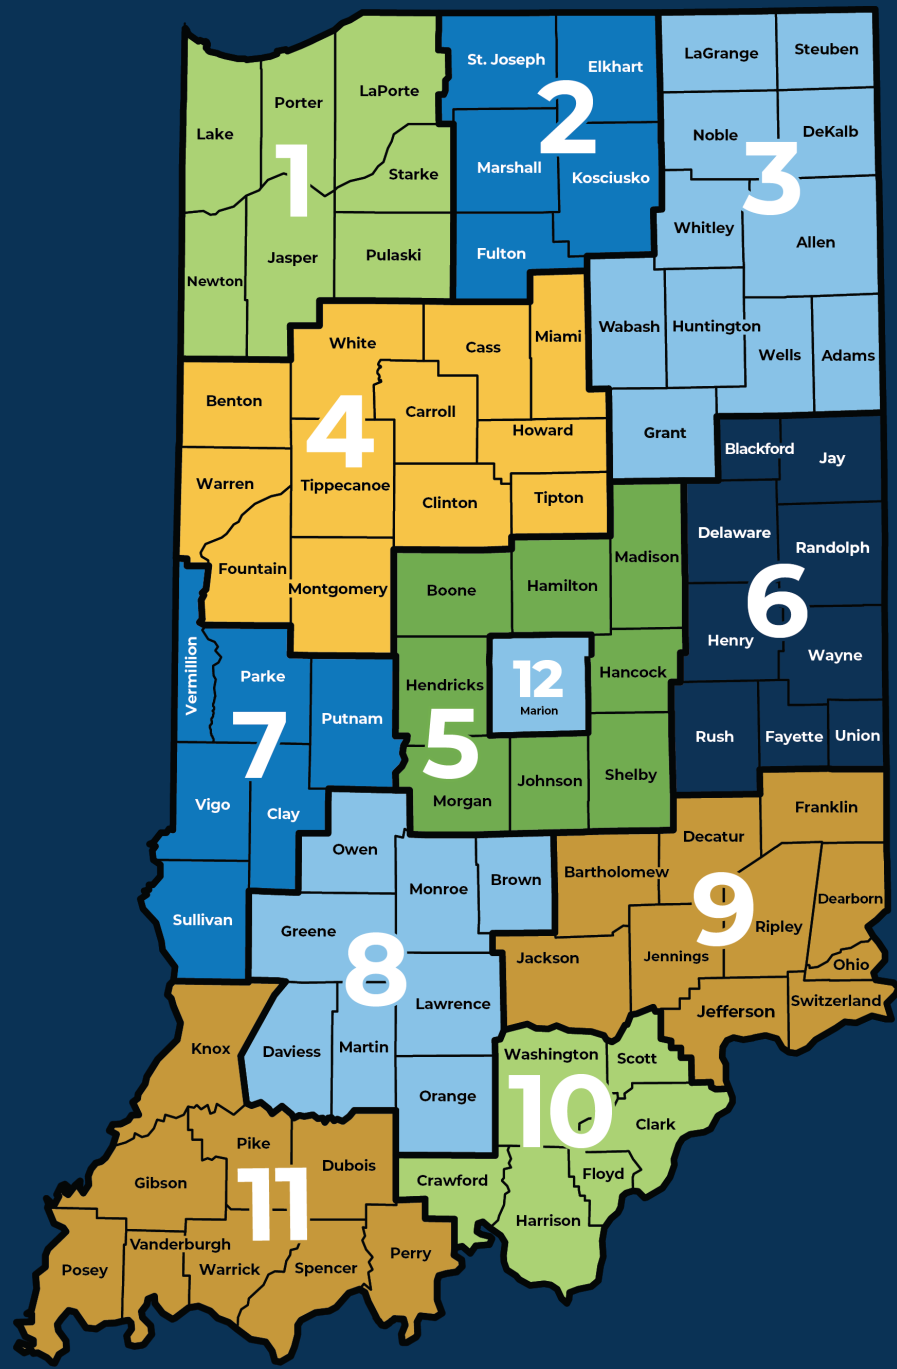 LaGrange
Steuben
St. Joseph
Elkhart
LaPorte
Porter
Lake
2
Noble
DeKalb
1
3
Marshall
Starke
Kosciusko
Whitley
Allen
Fulton
Pulaski
Jasper
Newton
Wabash
Huntington
Miami
White
Cass
Wells
Adams
Benton
Carroll
4
Howard
Grant
Blackford
Jay
Warren
Tippecanoe
Clinton
Tipton
Delaware
Randolph
Madison
Fountain
Montgomery
Boone
Hamilton
6
Henry
Wayne
Vermillion
Parke
Hendricks
12
Marion
Hancock
Putnam
7
5
Rush
Fayette
Union
Vigo
Clay
Morgan
Johnson
Shelby
Franklin
Owen
Decatur
Monroe
Brown
Bartholomew
Dearborn
9
Sullivan
Greene
Ripley
8
Jackson
Jennings
Ohio
Lawrence
Jefferson
Switzerland
Knox
Daviess
Martin
Washington
Scott
Orange
10
Clark
Pike
Dubois
Gibson
11
Crawford
Floyd
Harrison
Vanderburgh
Posey
Warrick
Spencer
Perry